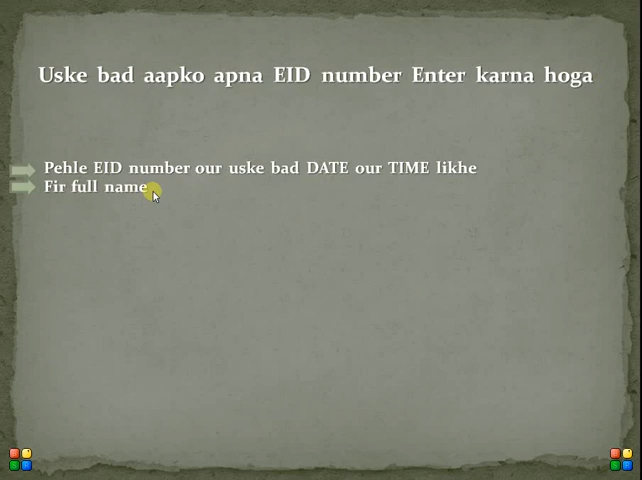 Uske bad aapko apna EID number Enter karna hoga
Pehle EID number our uske bad DATE our TIME likhe
Fir full name